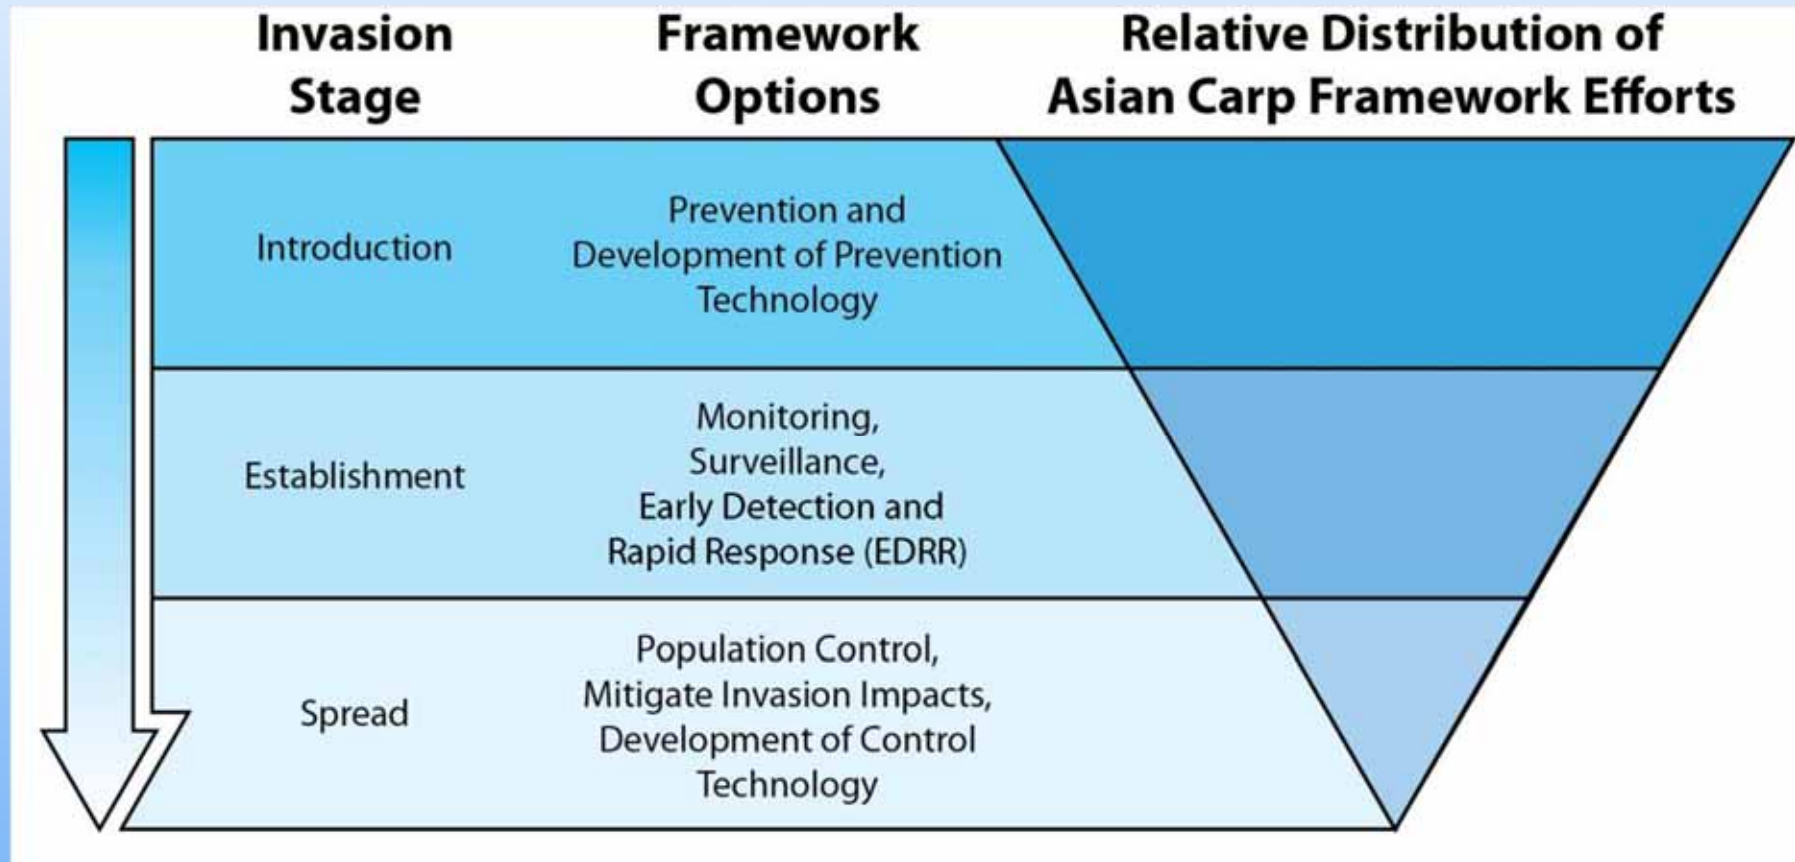 Invasion
Stage
Framework
Options
Relative Distribution of
Asian Carp Framework Efforts
Introduction
Prevention and
Development of Prevention
Technology
Establishment
Monitoring,
Surveillance,
Early Detection and
Rapid Response (EDRR)
Spread
Population Control,
Mitigate Invasion Impacts,
Development of Control
Technology